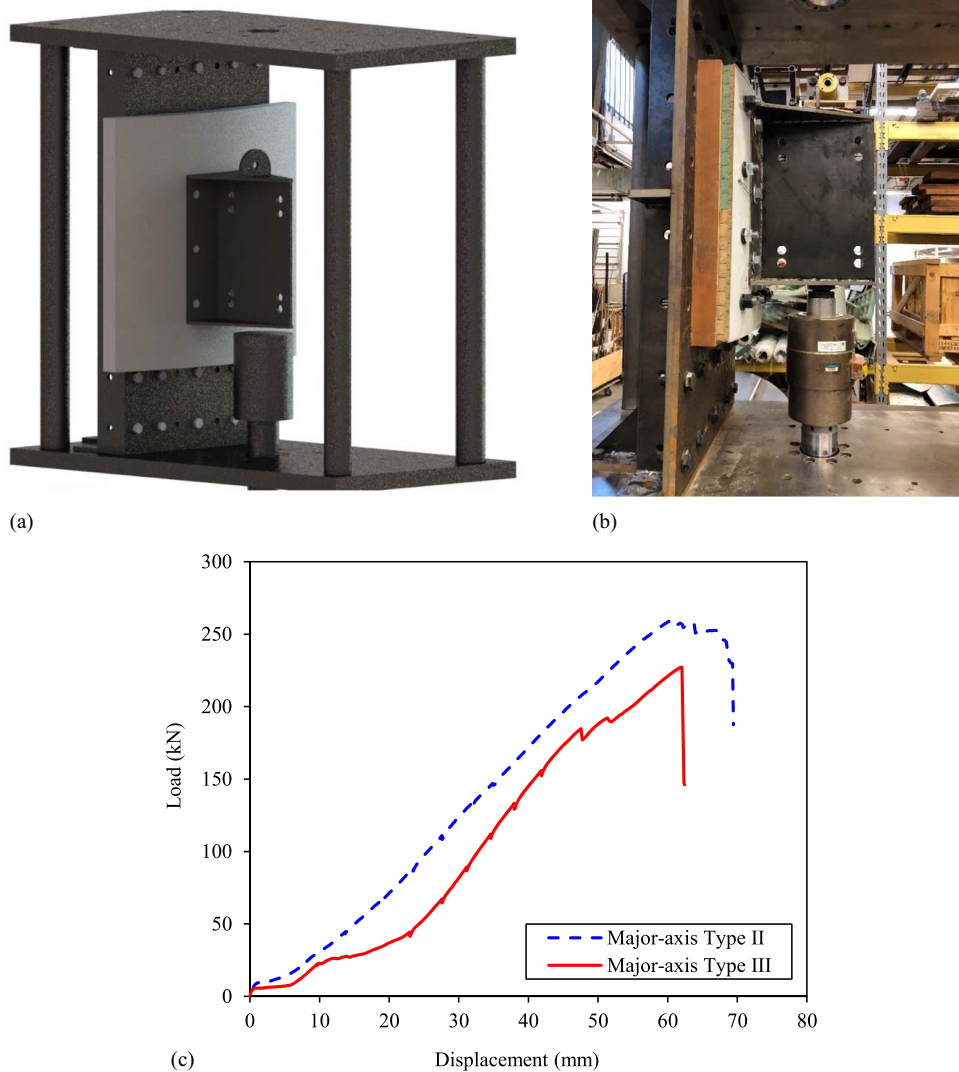 (a)
(b)
300
250
200
150
100
50
0
Load (kN)
0 10 20 30 40 50 60 70 80
Displacement (mm)
Major-axis Type II
Major-axis Type III
(c)